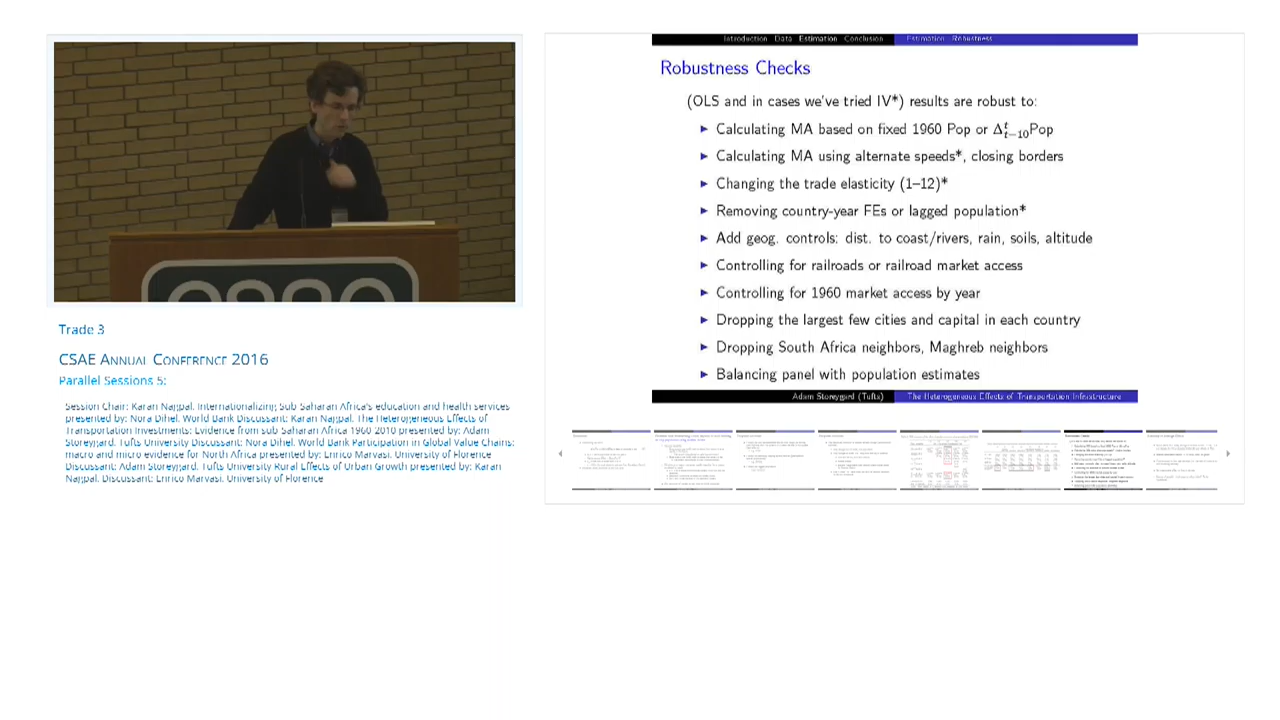 Trade 3
CSAE Annual Conference 2016
Parallel Sessions 5:
Session Chair: Karan Nagpal. Internationalizing Sub Saharan Africa's education and health services
presented by: Nora Dihel. World Bank Discussant: Karan Nagpal. The Heterogeneous Effects of
Transportation Investments: Evidence from sub Saharan Africa 1960 2010 presented by: Adam
Storeygard. Tufts University Discussant: Nora Dihel. World Bank Participation in Global Value Chains:
macro and micro evidence for North Africa presented by: Enrico Marvasi. University of Florence
Discussant: Adam Storeygard. Tufts University Rural Effects of Urban Growth presented by: Karan
Nagpal. Discussant: Enrico Marvasi. University of Florence
Introduction Data Estimation Conclusion Estimation Robustness
Robustness Checks
(OLS and in cases we've tried IV*) results are robust to:
► Calculating MA based on fixed 1960 Pop or Δᵗₜ₋₁₀Pop
► Calculating MA using alternate speeds*, closing borders
► Changing the trade elasticity (1–12)*
► Removing country-year FEs or lagged population*
► Add geog. controls: dist. to coast/rivers, rain, soils, altitude
► Controlling for railroads or railroad market access
► Controlling for 1960 market access by year
► Dropping the largest few cities and capital in each country
► Dropping South Africa neighbors, Maghreb neighbors
► Balancing panel with population estimates
Adam Storeygard (Tufts) The Heterogeneous Effects of Transportation Infrastructure